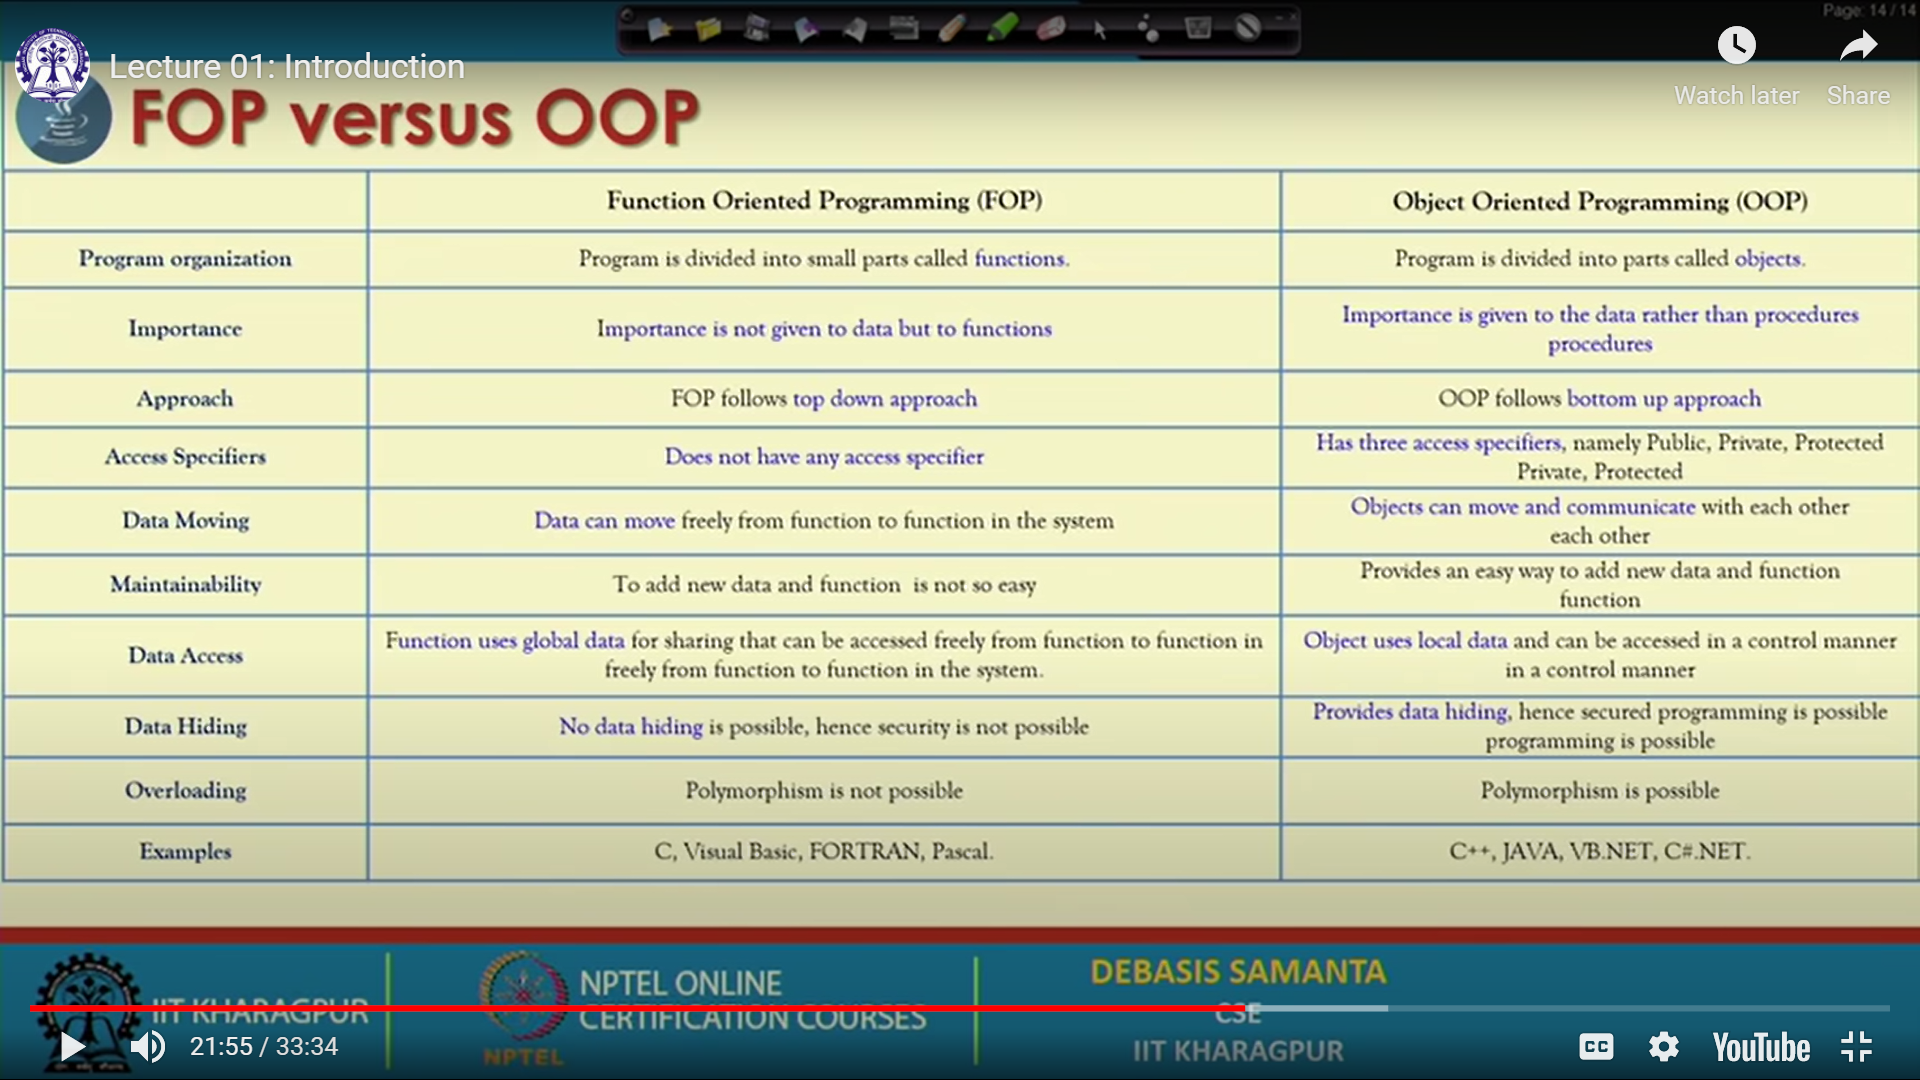 Page: 14 / 14
Lecture 01: Introduction
Watch later
Share
FOP versus OOP
Function Oriented Programming (FOP)
Object Oriented Programming (OOP)
Program organization
Program is divided into small parts called functions.
Program is divided into parts called objects.
Importance
Importance is not given to data but to functions
Importance is given to the data rather than procedures
procedures
Approach
FOP follows top down approach
OOP follows bottom up approach
Access Specifiers
Does not have any access specifier
Has three access specifiers, namely Public, Private, Protected
Private, Protected
Data Moving
Data can move freely from function to function in the system
Objects can move and communicate with each other
each other
Maintainability
To add new data and function is not so easy
Provides an easy way to add new data and function
function
Data Access
Function uses global data for sharing that can be accessed freely from function to function in
freely from function to function in the system.
Object uses local data and can be accessed in a control manner
in a control manner
Data Hiding
No data hiding is possible, hence security is not possible
Provides data hiding, hence secured programming is possible
programming is possible
Overloading
Polymorphism is not possible
Polymorphism is possible
Examples
C, Visual Basic, FORTRAN, Pascal.
C++, JAVA, VB.NET, C#.NET.
IIT KHARAGPUR
NPTEL
NPTEL ONLINE
CERTIFICATION COURSES
DEBASIS SAMANTA
CSE
IIT KHARAGPUR
21:55 / 33:34
CC
YouTube